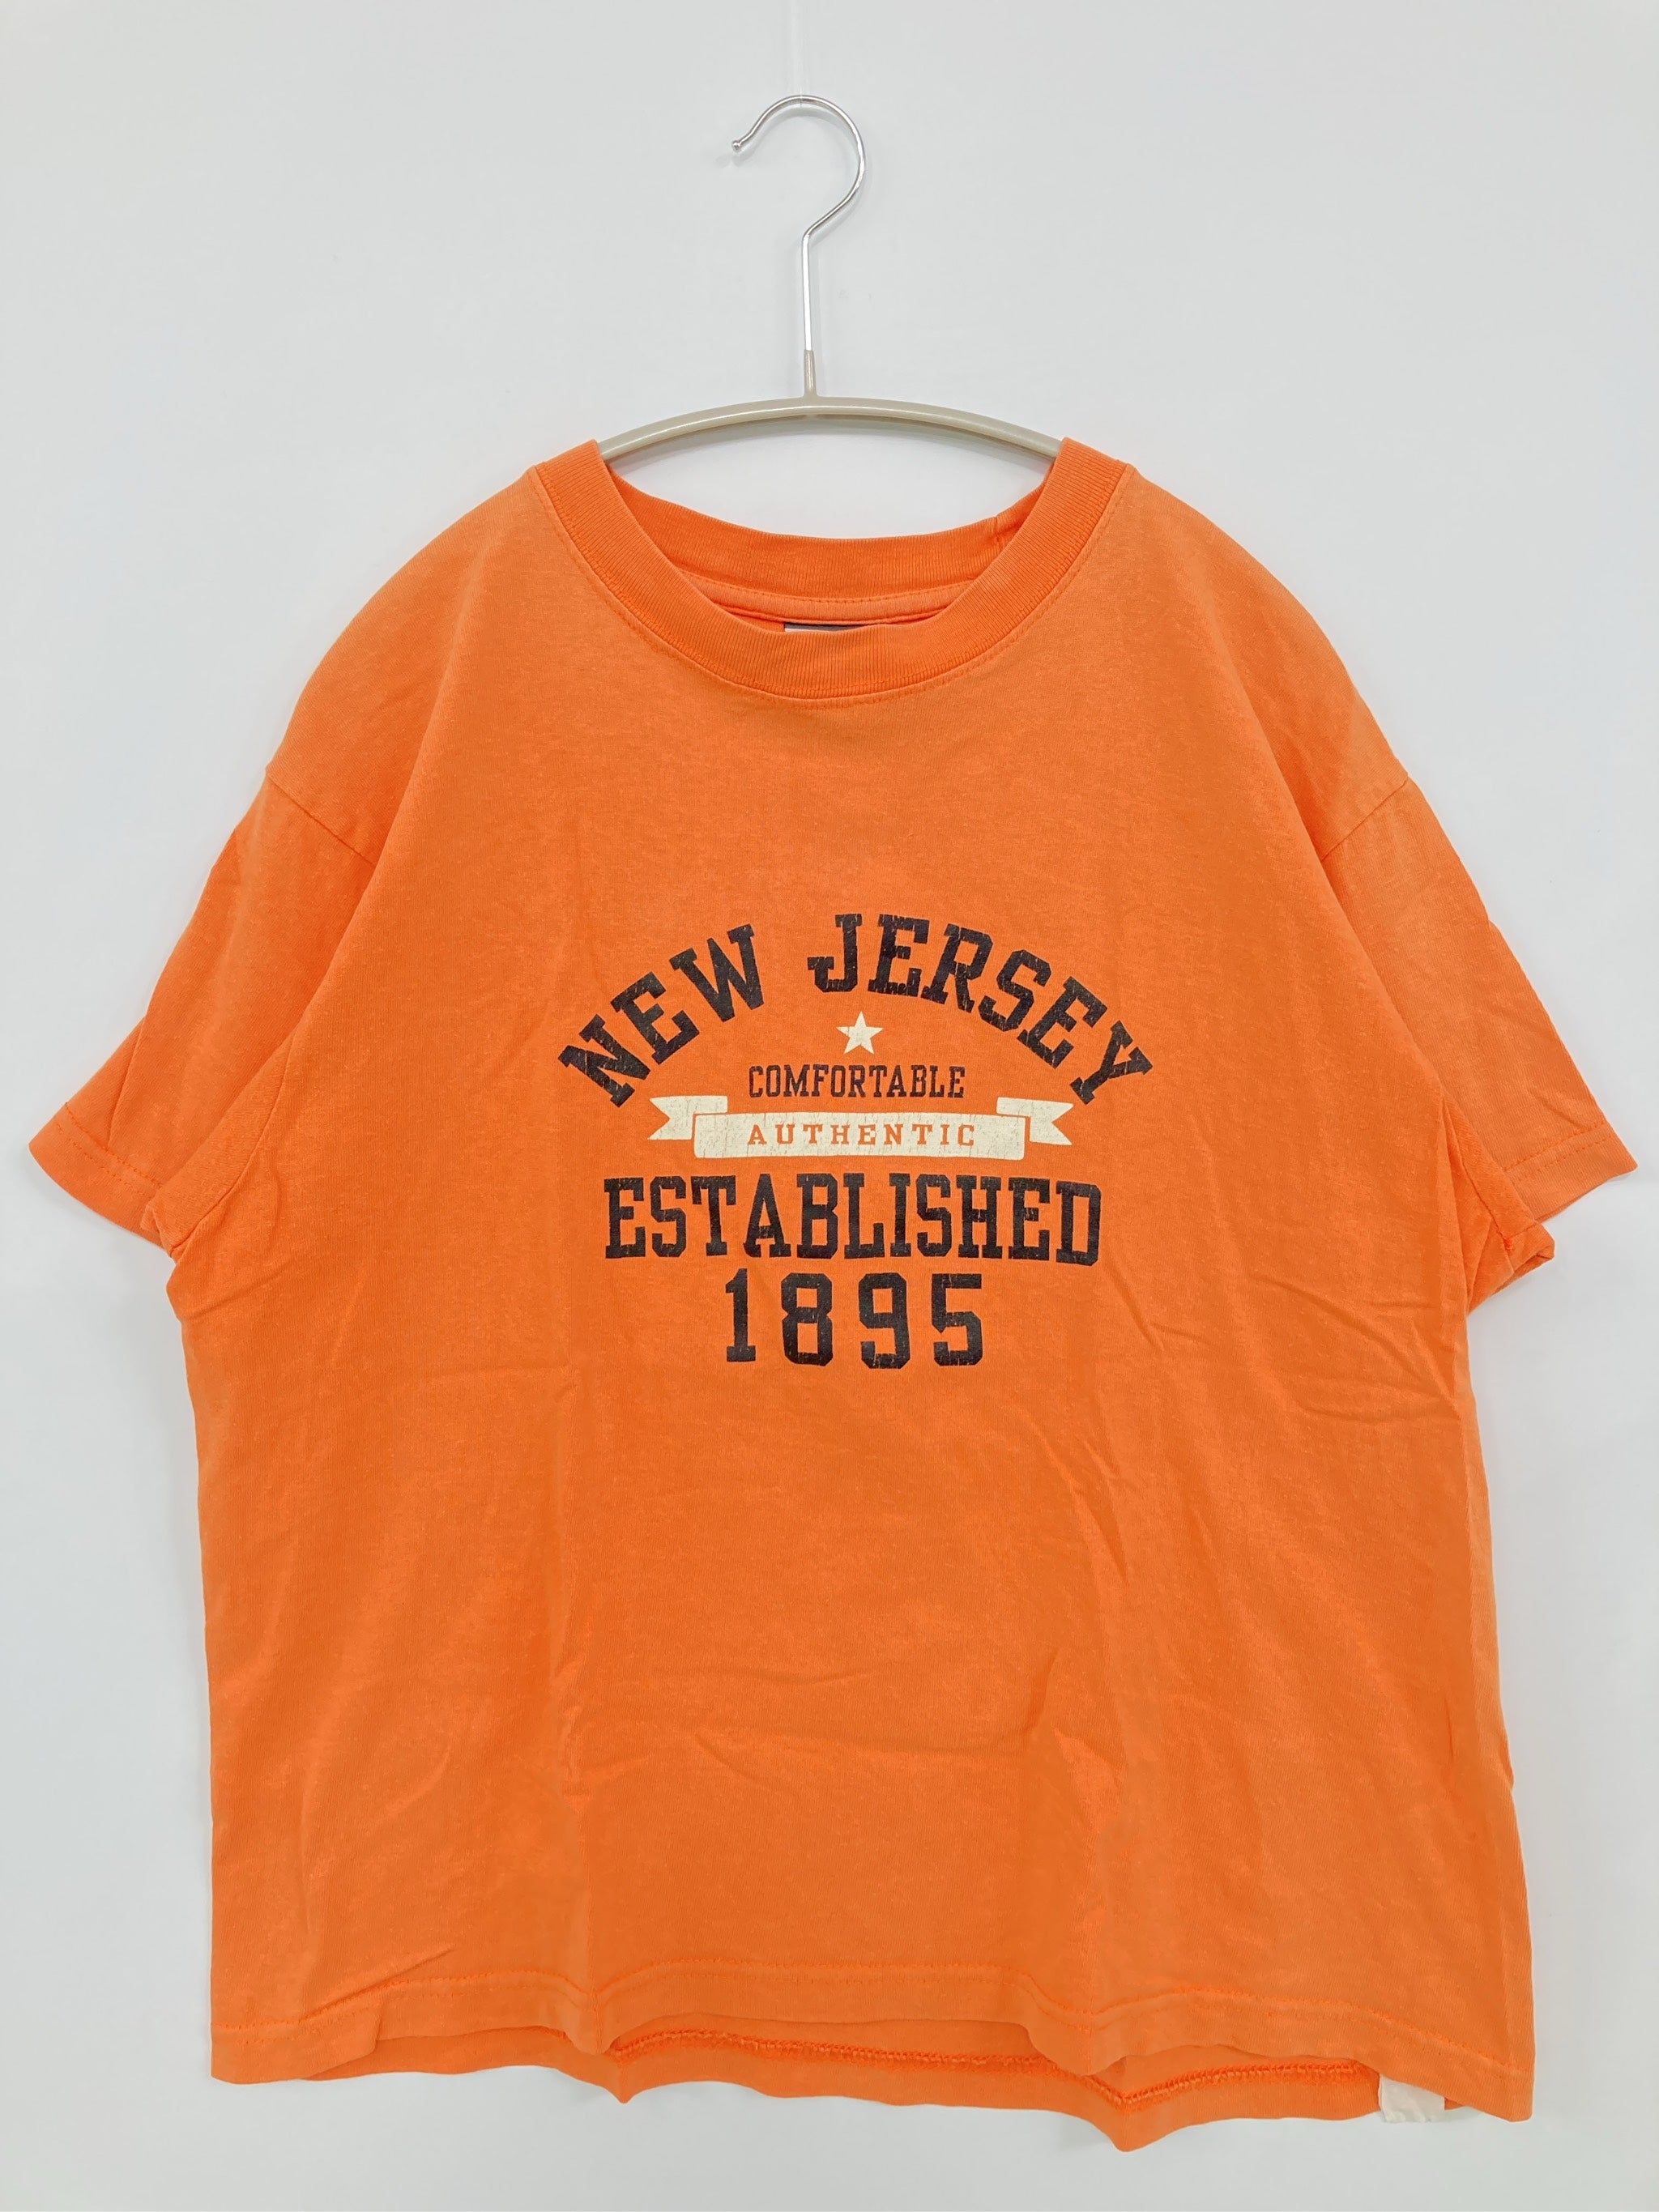 NEW JERSEY
COMFORTABLE
AUTHENTIC
ESTABLISHED
1895